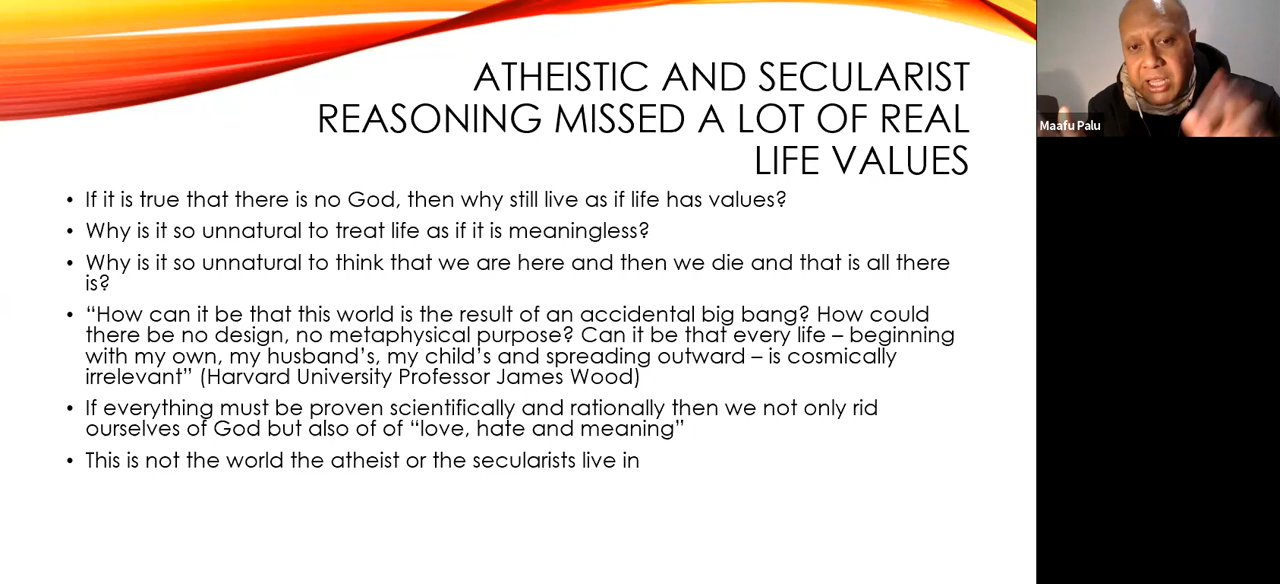 ATHEISTIC AND SECULARIST
REASONING MISSED A LOT OF REAL
LIFE VALUES
• If it is true that there is no God, then why still live as if life has values?
• Why is it so unnatural to treat life as if it is meaningless?
• Why is it so unnatural to think that we are here and then we die and that is all there
is?
• “How can it be that this world is the result of an accidental big bang? How could
there be no design, no metaphysical purpose? Can it be that every life – beginning
with my own, my husband’s, my child’s and spreading outward – is cosmically
irrelevant” (Harvard University Professor James Wood)
• If everything must be proven scientifically and rationally then we not only rid
ourselves of God but also of of “love, hate and meaning”
• This is not the world the atheist or the secularists live in
Maafu Palu